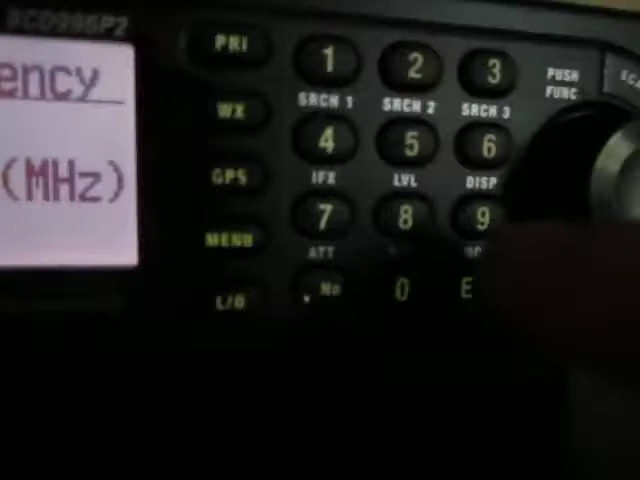 BCD996P2
ency
(MHz)
PRI
1
2
3
PUSH
FUNC
SRCH 1
SRCH 2
SRCH 3
WX
4
5
6
IFX
LVL
DISP
GPS
7
8
9
MENU
ATT
L/O
. No
0
E